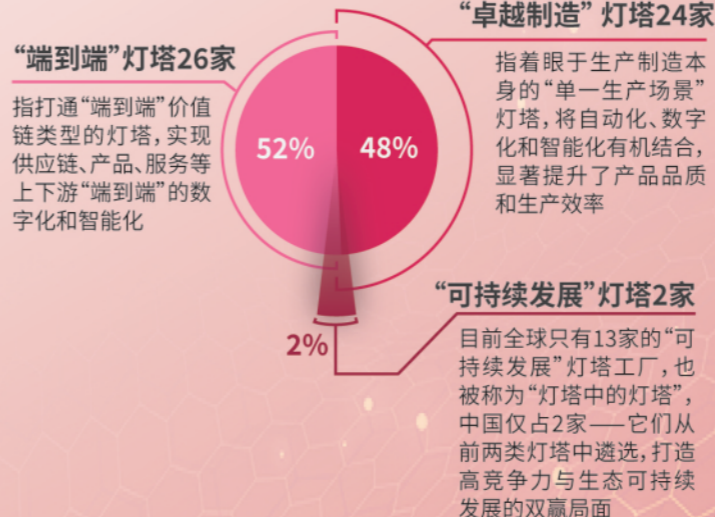 “端到端”灯塔26家
指打通“端到端”价值
链类型的灯塔,实现
供应链、产品、服务等
上下游“端到端”的数
字化和智能化
52%
48%
“卓越制造” 灯塔24家
指着眼于生产制造本
身的“单一生产场景”
灯塔,将自动化、数字
化和智能化有机结合,
显著提升了产品品质
和生产效率
2%
“可持续发展”灯塔2家
目前全球只有13家的“可
持续发展”灯塔工厂,也
被称为“灯塔中的灯塔”,
中国仅占2家——它们从
前两类灯塔中遴选,打造
高竞争力与生态可持续
发展的双赢局面